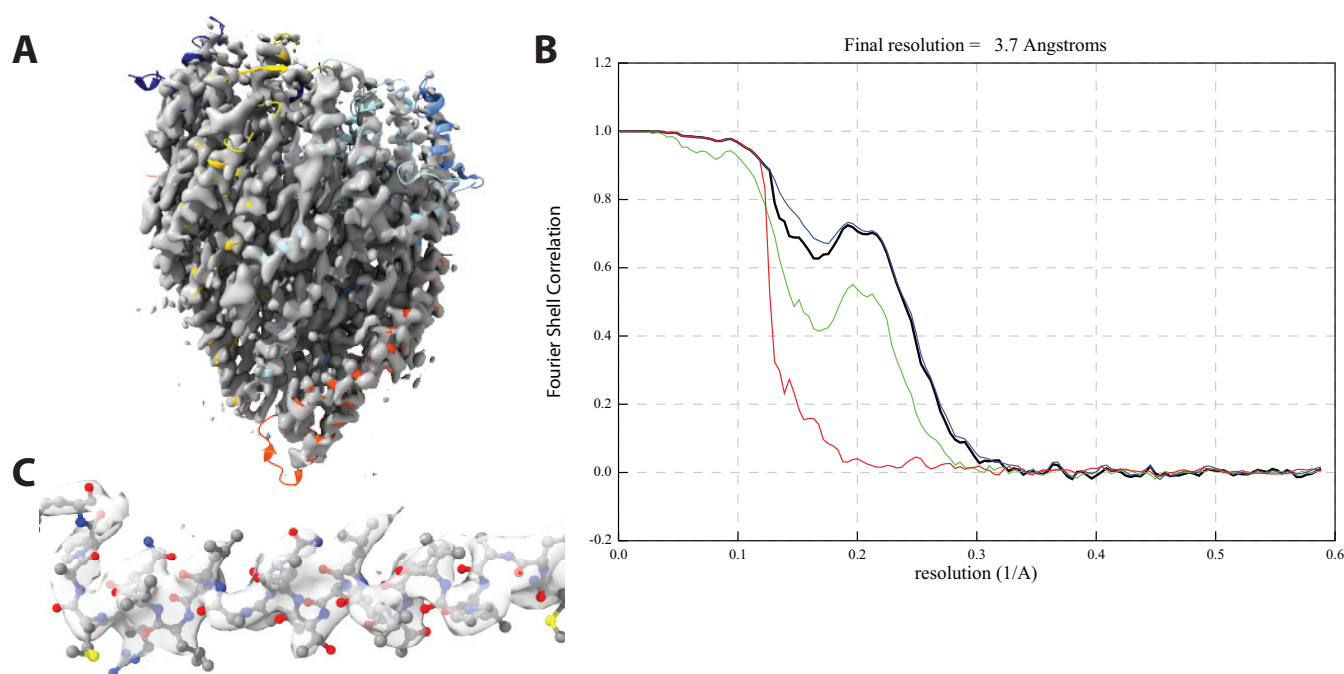 A
B
Final resolution =   3.7 Angstroms
1.2
1.0
0.8
0.6
0.4
0.2
0.0
-0.2
Fourier Shell Correlation
0.0 0.1 0.2 0.3 0.4 0.5 0.6
resolution (1/A)
C